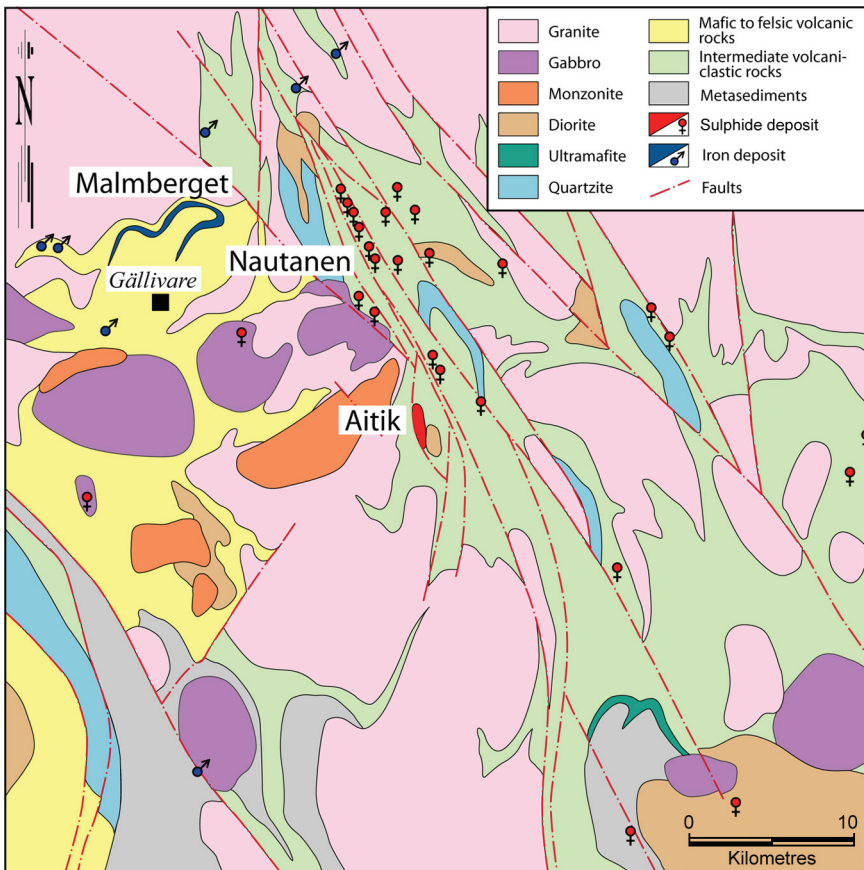 Granite
Gabbro
Monzonite
Diorite
Ultramafite
Quartzite
Mafic to felsic volcanic
rocks
Intermediate volcani-
clastic rocks
Metasediments
Sulphide deposit
Iron deposit
Faults
N
Malmberget
Gällivare
Nautanen
Aitik
0 10
Kilometres